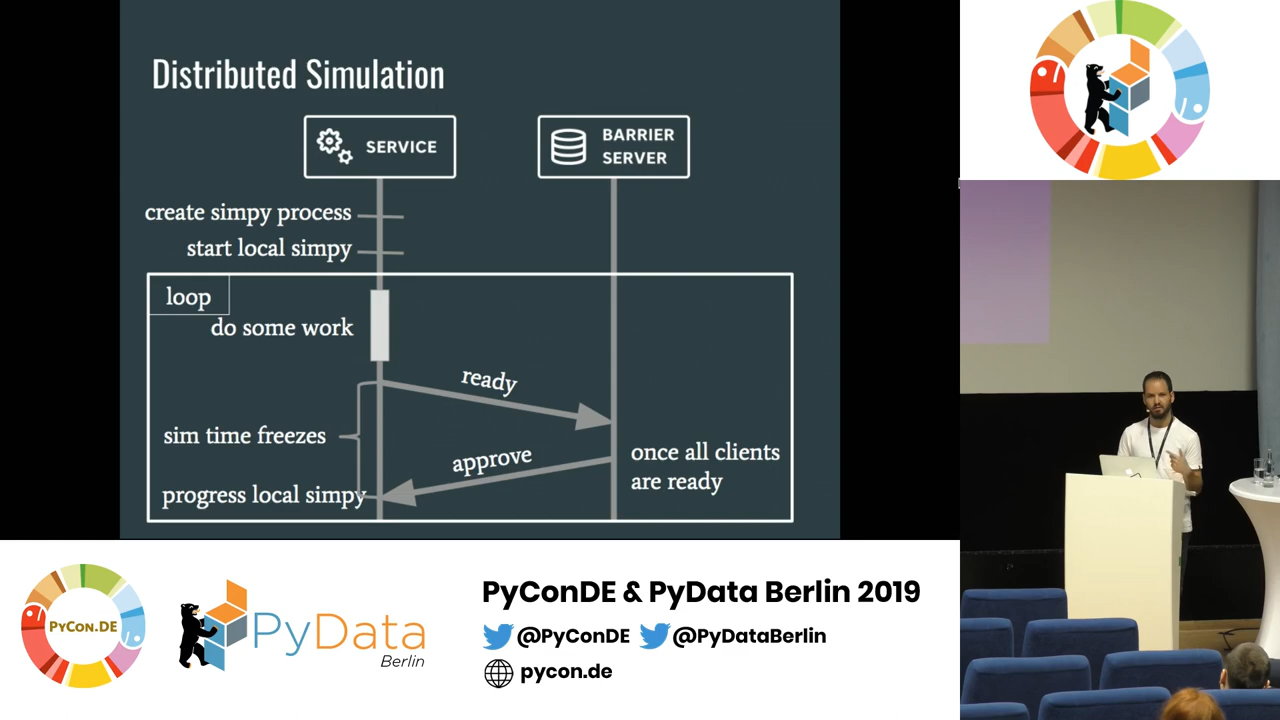 Distributed Simulation
SERVICE
BARRIER
SERVER
create simpy process
start local simpy
loop
do some work
ready
sim time freezes
approve
once all clients
are ready
progress local simpy
PyCon.DE
PyData
Berlin
PyConDE & PyData Berlin 2019
@PyConDE @PyDataBerlin
pycon.de